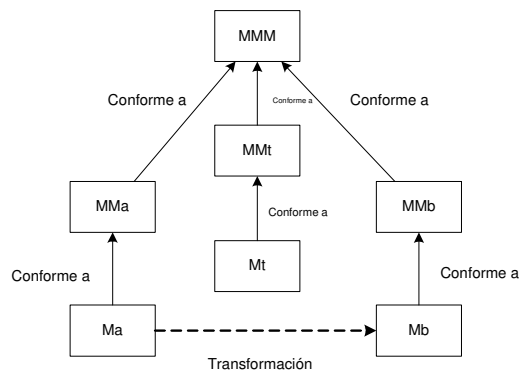 MMM
Conforme a
Conforme a
Conforme a
MMt
MMa
Conforme a
MMb
Mt
Conforme a
Conforme a
Ma
Mb
Transformación